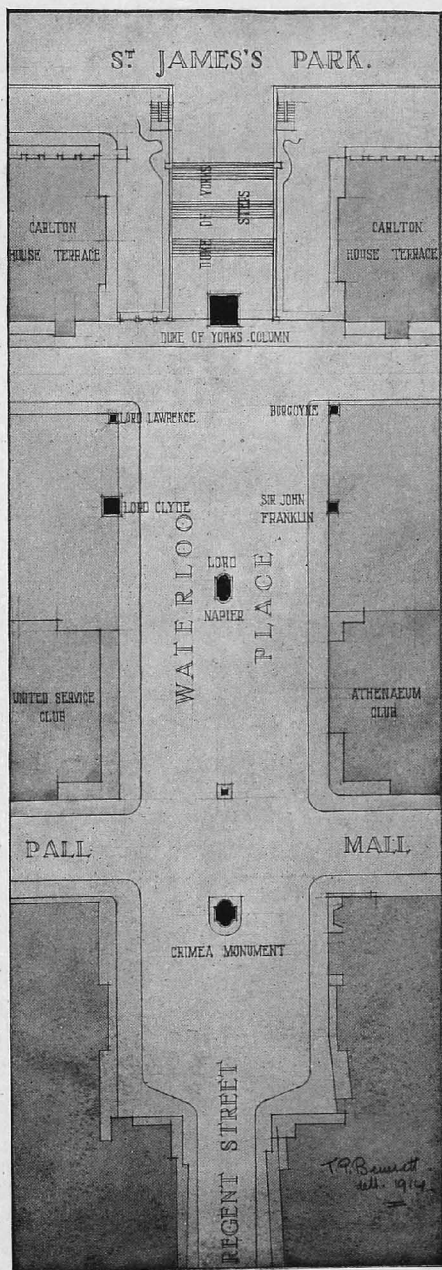 ST. JAMES'S PARK.
DUKE OF YORKS
STEPS
CARLTON
HOUSE TERRACE
CARLTON
HOUSE TERRACE
DUKE OF YORKS COLUMN
LORD LAWRENCE
BURGOYNE
LORD CLYDE
SIR JOHN
FRANKLIN
WATERLOO
PLACE
LORD
NAPIER
UNITED SERVICE
CLUB
ATHENAEUM
CLUB
PALL
MALL
CRIMEA MONUMENT
REGENT STREET
T.P. Bennett
delt. 1914